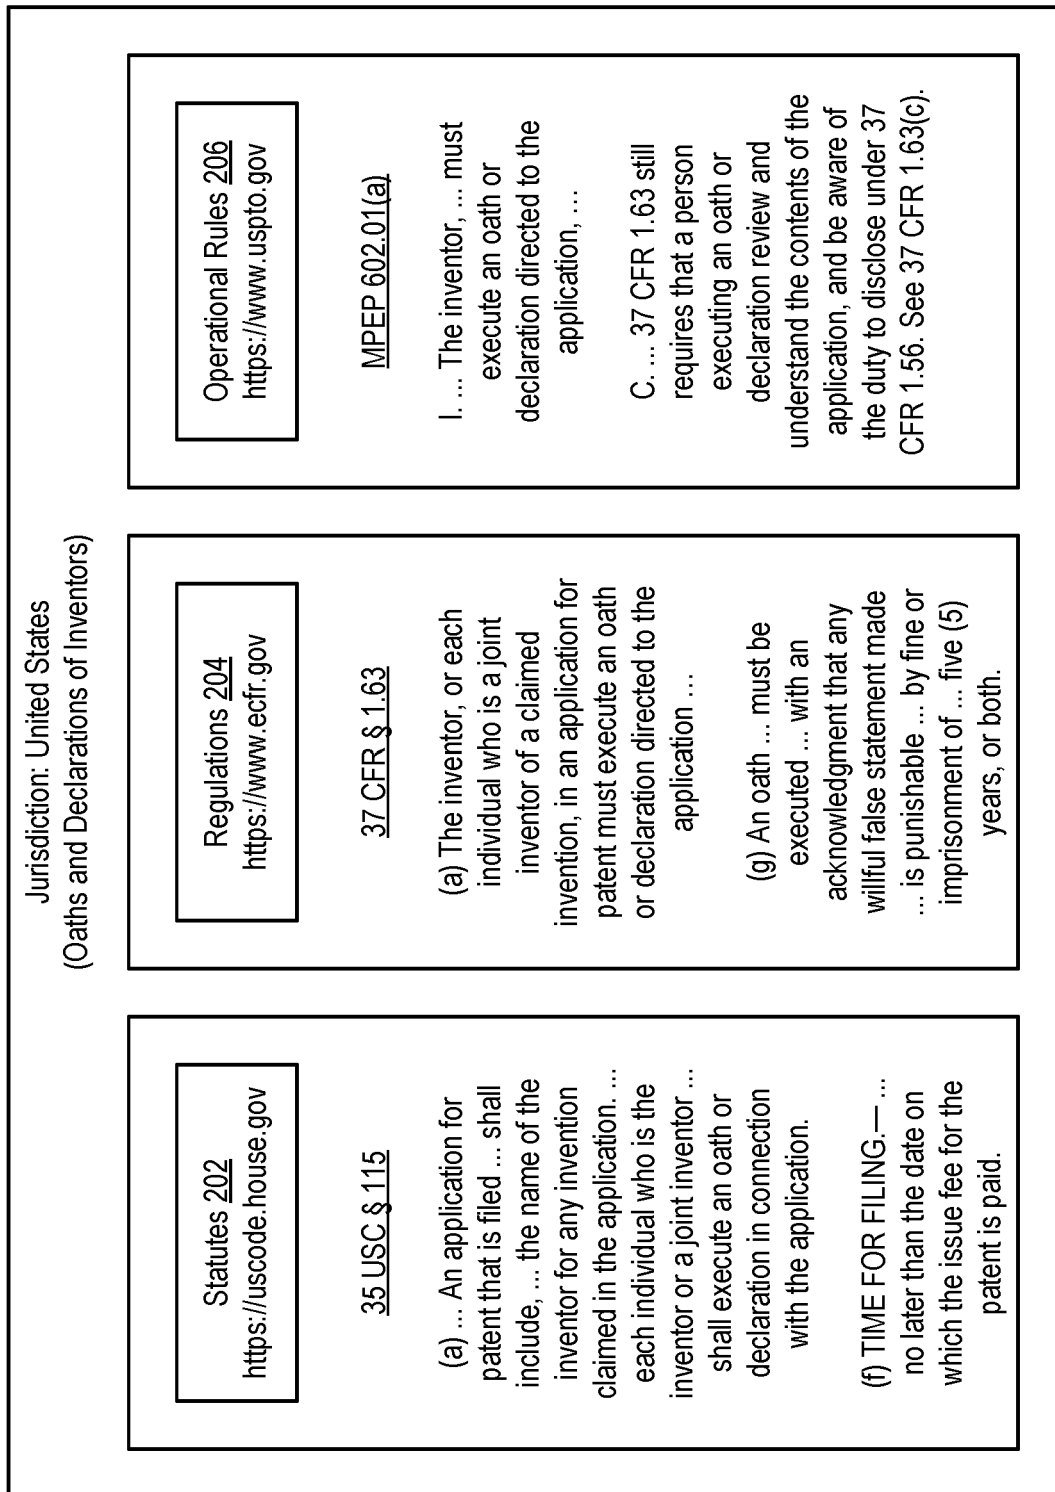 Jurisdiction: United States
(Oaths and Declarations of Inventors)
Statutes 202
https://uscode.house.gov
35 USC § 115
(a) ... An application for
patent that is filed ... shall
include, ... the name of the
inventor for any invention
claimed in the application. ...
each individual who is the
inventor or a joint inventor ...
shall execute an oath or
declaration in connection
with the application.
(f) TIME FOR FILING.— ...
no later than the date on
which the issue fee for the
patent is paid.
Regulations 204
https://www.ecfr.gov
37 CFR § 1.63
(a) The inventor, or each
individual who is a joint
inventor of a claimed
invention, in an application for
patent must execute an oath
or declaration directed to the
application ...
(g) An oath ... must be
executed ... with an
acknowledgment that any
willful false statement made
... is punishable ... by fine or
imprisonment of ... five (5)
years, or both.
Operational Rules 206
https://www.uspto.gov
MPEP 602.01(a)
I. ... The inventor, ... must
execute an oath or
declaration directed to the
application, ...
C. ... 37 CFR 1.63 still
requires that a person
executing an oath or
declaration review and
understand the contents of the
application, and be aware of
the duty to disclose under 37
CFR 1.56. See 37 CFR 1.63(c).